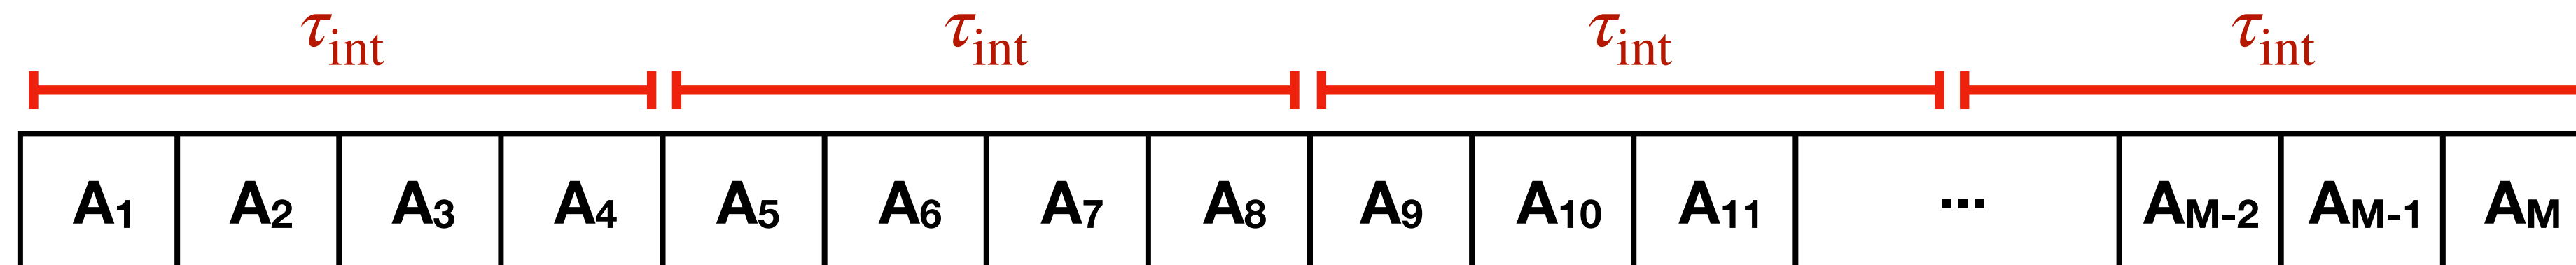 τint τint τint τint
A1 A2 A3 A4 A5 A6 A7 A8 A9 A10 A11 ... AM-2 AM-1 AM